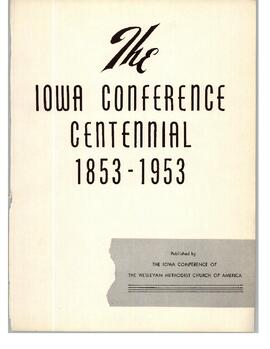 The
IOWA CONFERENCE
CENTENNIAL
1853-1953
Published by
THE IOWA CONFERENCE OF
THE WESLEYAN METHODIST CHURCH OF AMERICA